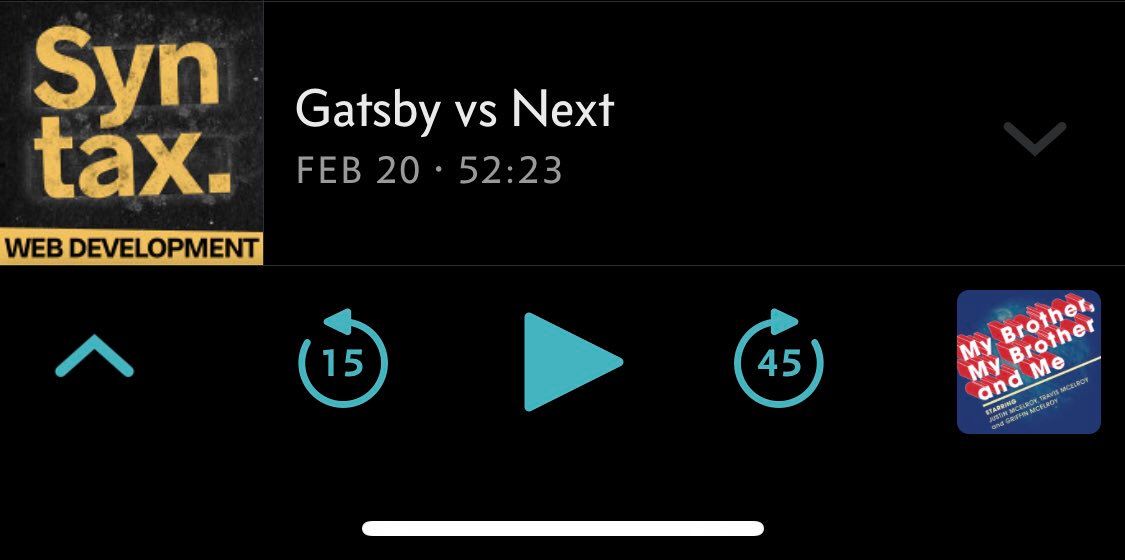 Syn
tax.
WEB DEVELOPMENT
Gatsby vs Next
FEB 20 · 52:23
15
45
My Brother,
My Brother
and Me
STARRING
JUSTIN MCELROY, TRAVIS MCELROY
and GRIFFIN MCELROY